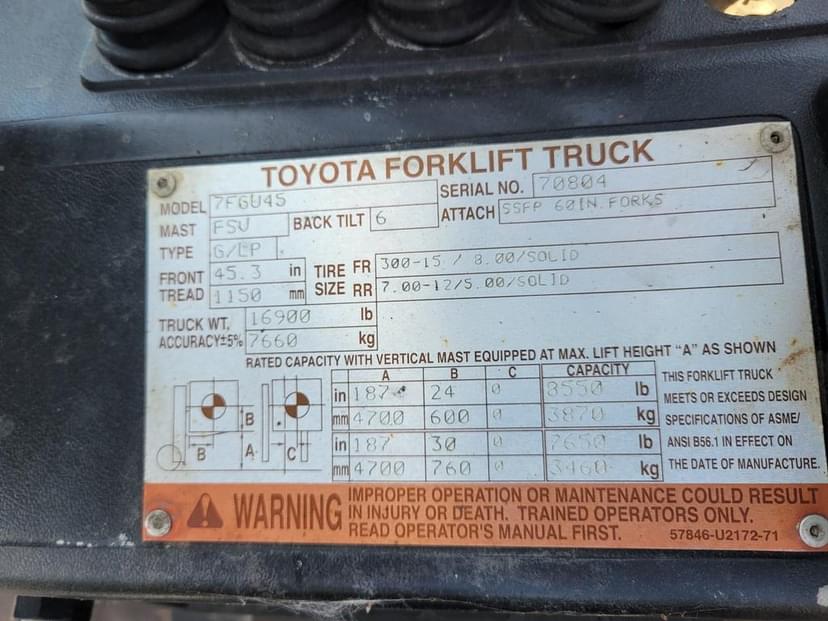 TOYOTA FORKLIFT TRUCK
MODEL 7FGU45 SERIAL NO. 70804
MAST FSV BACK TILT 6 ATTACH SSFP 60IN.FORKS
TYPE G/LP
FRONT TREAD 45.3 in TIRE SIZE FR 300-15 / 8.00/SOLID
1150 mm RR 7.00-12/5.00/SOLID
TRUCK WT. 16900 lb
ACCURACY±5% 7660 kg
RATED CAPACITY WITH VERTICAL MAST EQUIPPED AT MAX. LIFT HEIGHT "A" AS SHOWN
A B C CAPACITY
in 187 24 0 8550 lb
mm 4700 600 0 3870 kg
in 187 30 0 7650 lb
mm 4700 760 0 3460 kg
B A B C
THIS FORKLIFT TRUCK
MEETS OR EXCEEDS DESIGN
SPECIFICATIONS OF ASME/
ANSI B56.1 IN EFFECT ON
THE DATE OF MANUFACTURE.
WARNING
IMPROPER OPERATION OR MAINTENANCE COULD RESULT
IN INJURY OR DEATH. TRAINED OPERATORS ONLY.
READ OPERATOR'S MANUAL FIRST. 57846-U2172-71